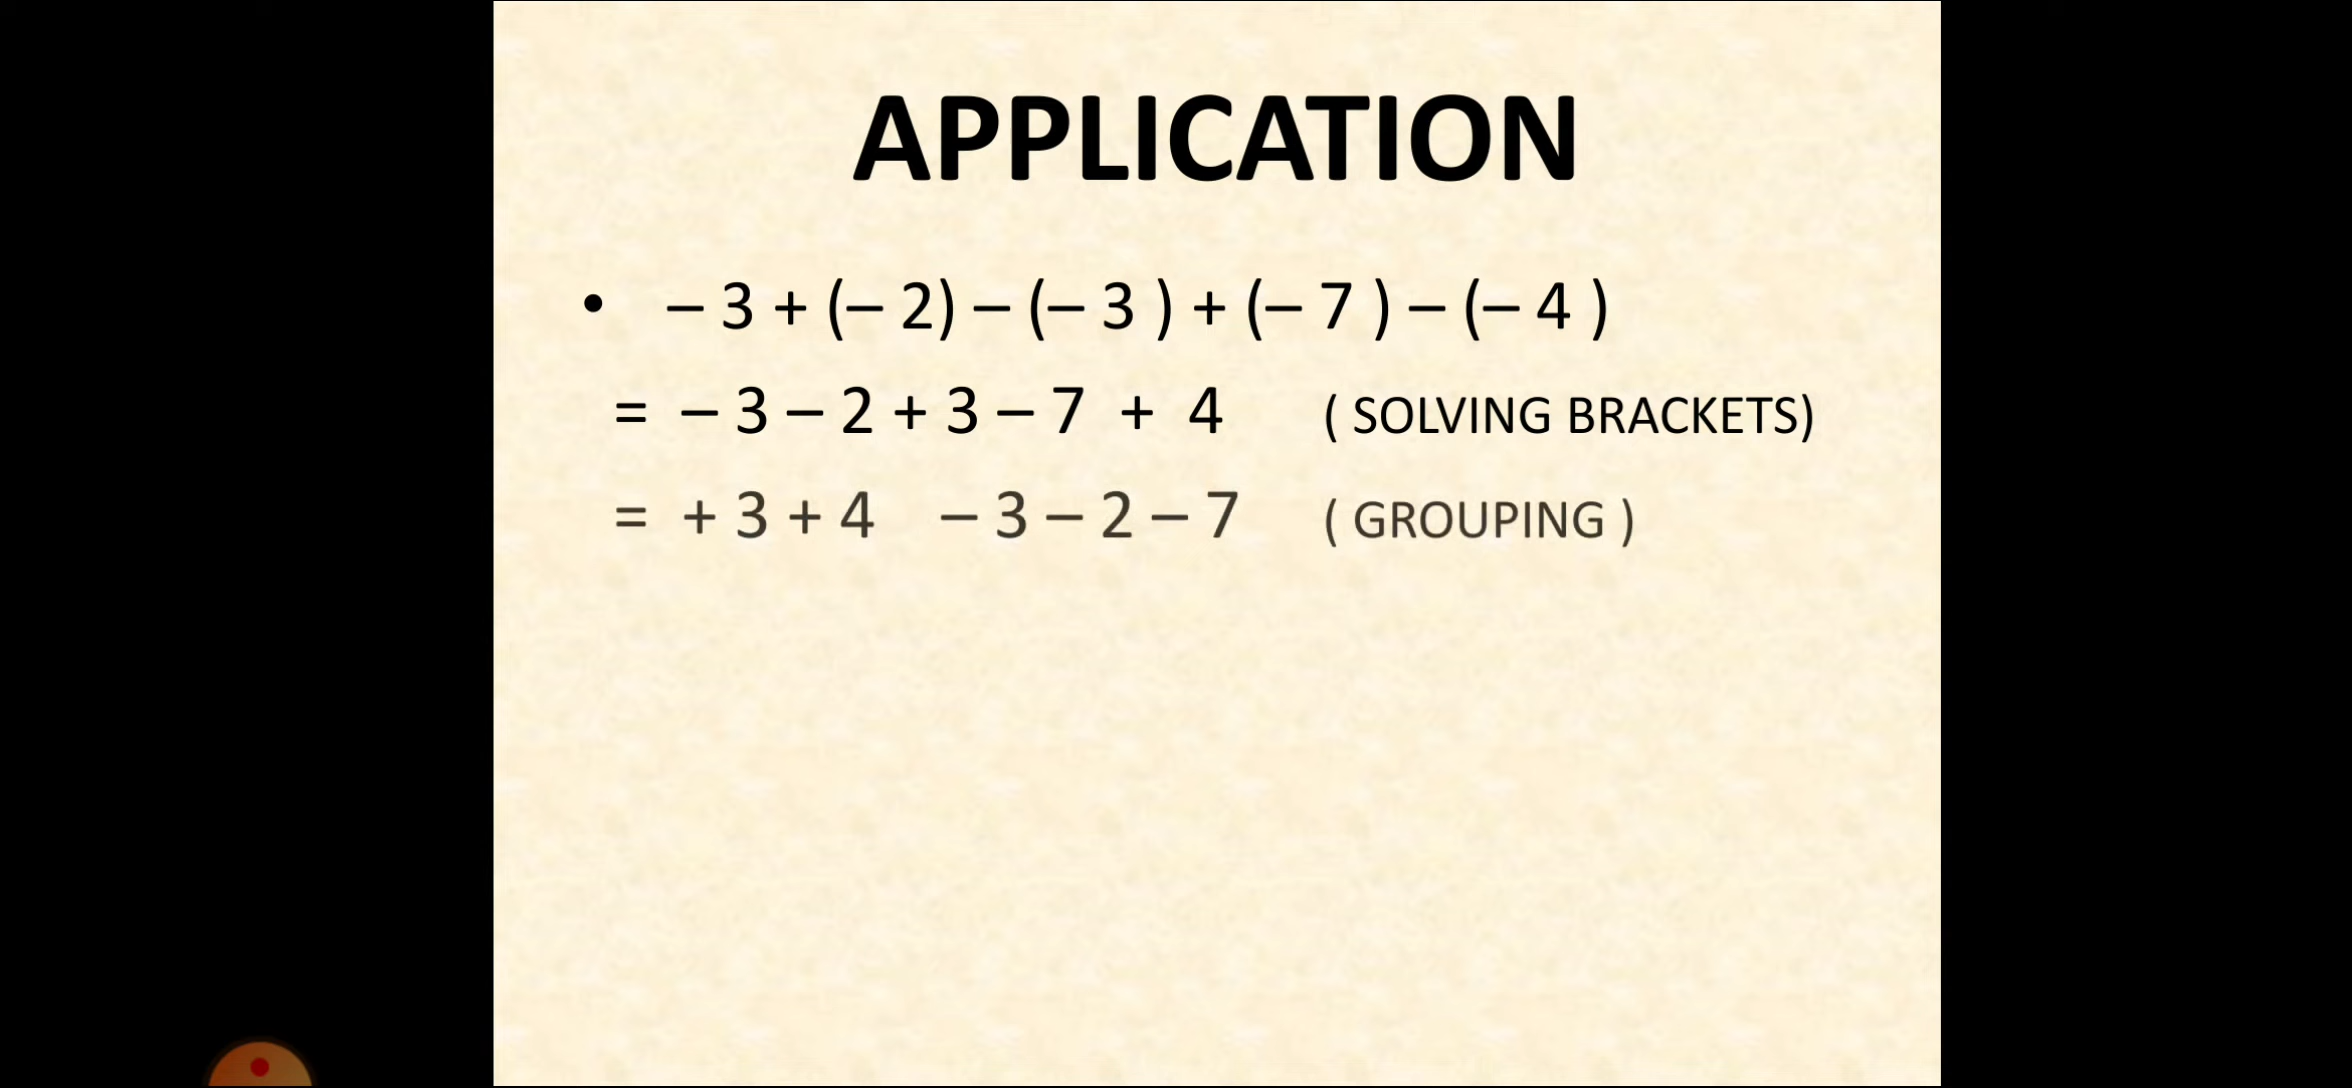 APPLICATION
• – 3 + (– 2) – (– 3 ) + (– 7 ) – (– 4 )
= – 3 – 2 + 3 – 7 + 4 ( SOLVING BRACKETS)
= + 3 + 4 – 3 – 2 – 7 ( GROUPING )